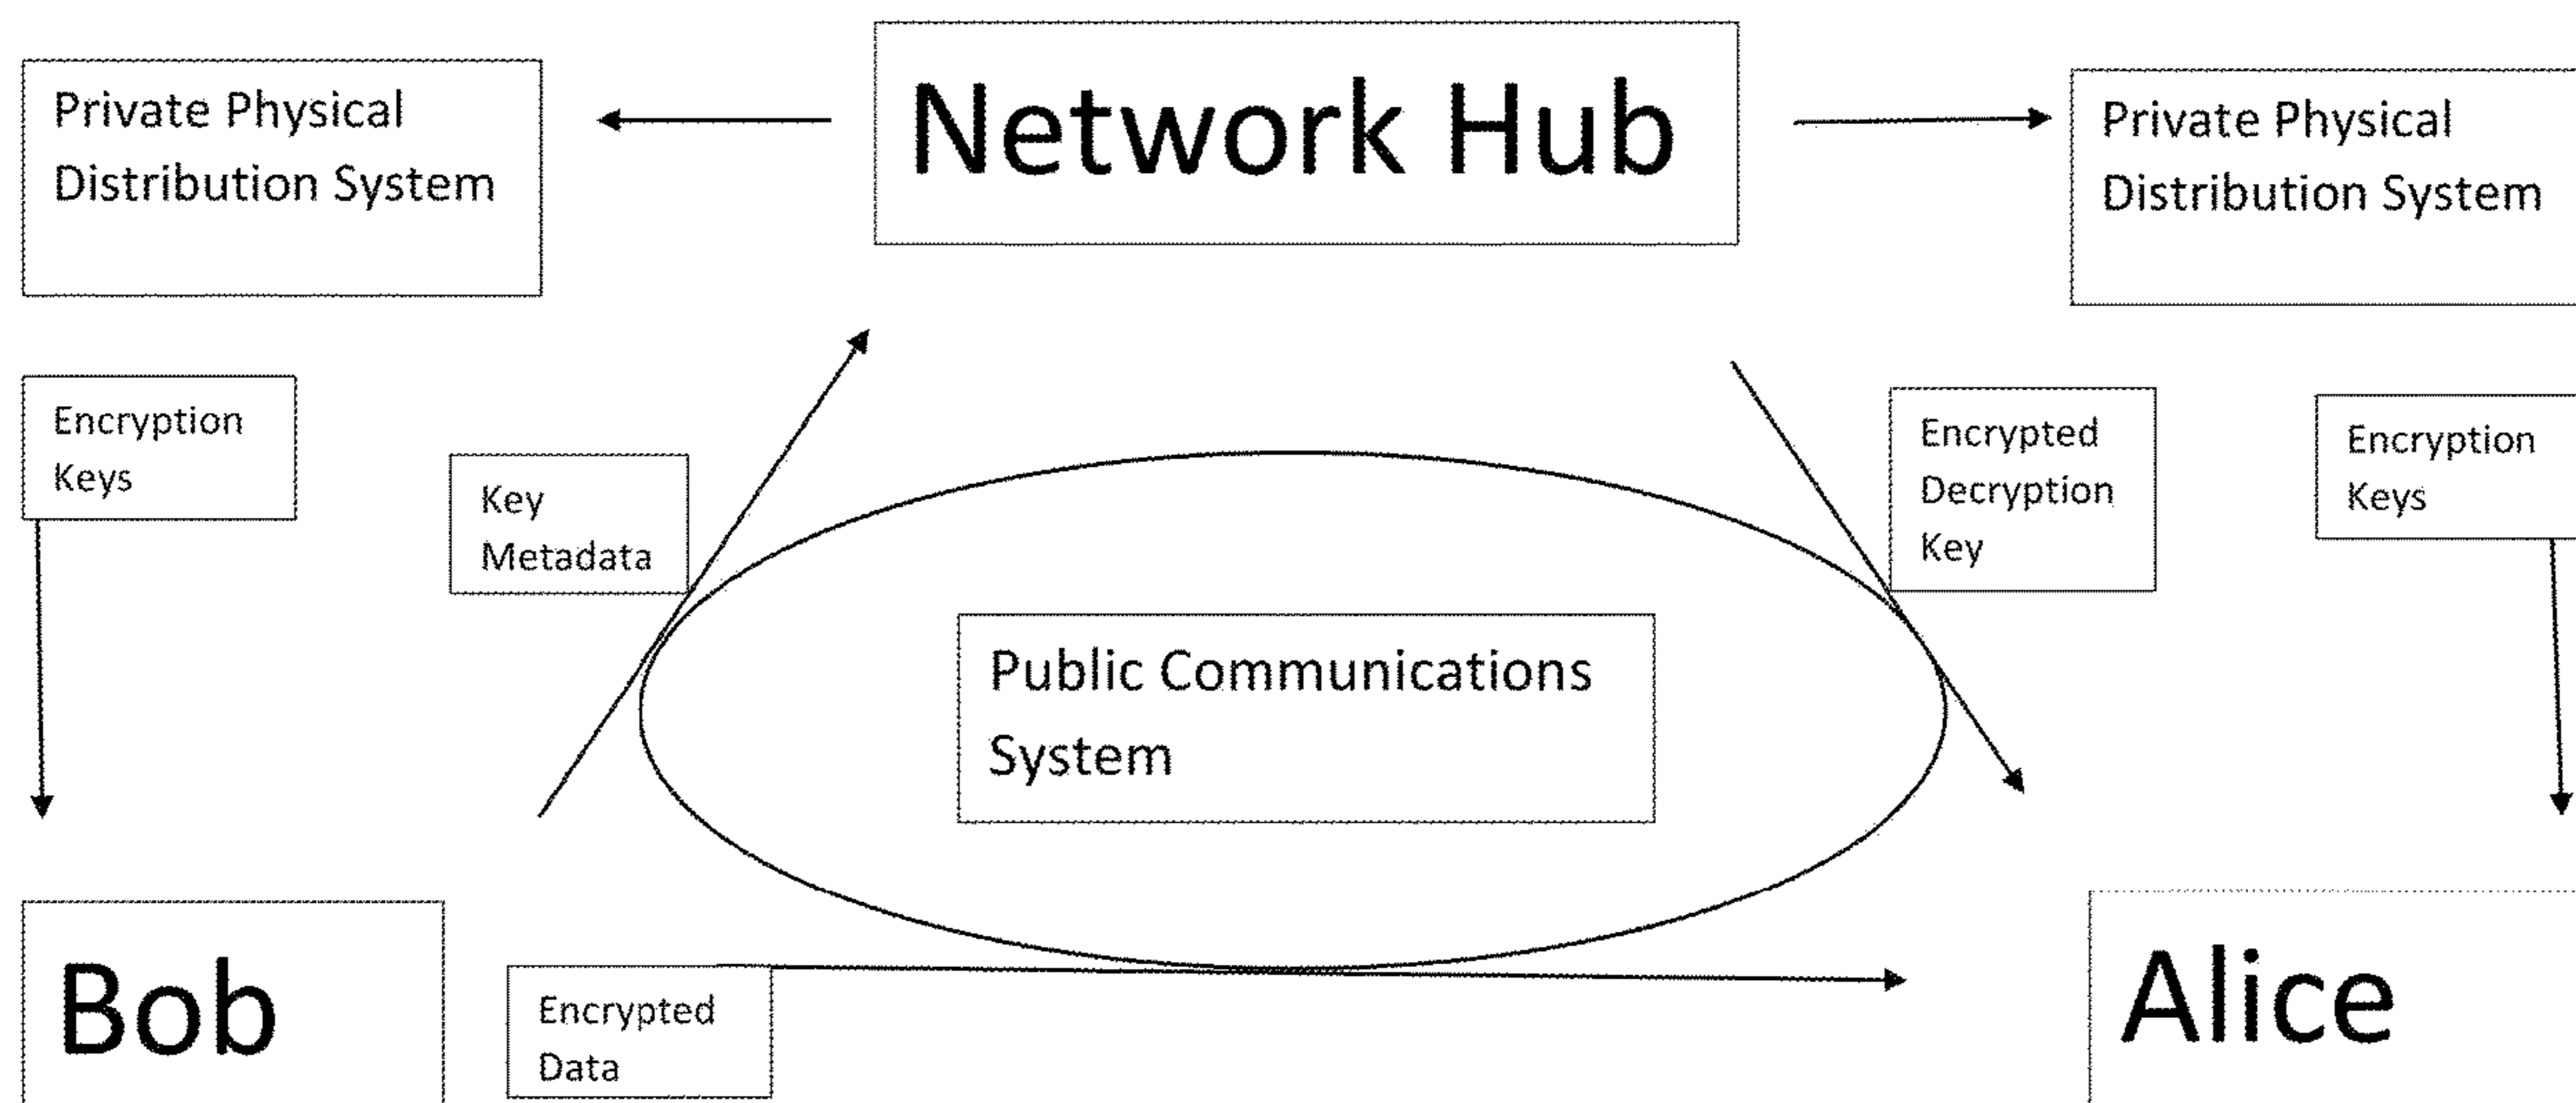 Private Physical
Distribution System
Network Hub
Private Physical
Distribution System
Encryption
Keys
Key
Metadata
Encrypted
Decryption
Key
Encryption
Keys
Public Communications
System
Bob
Encrypted
Data
Alice